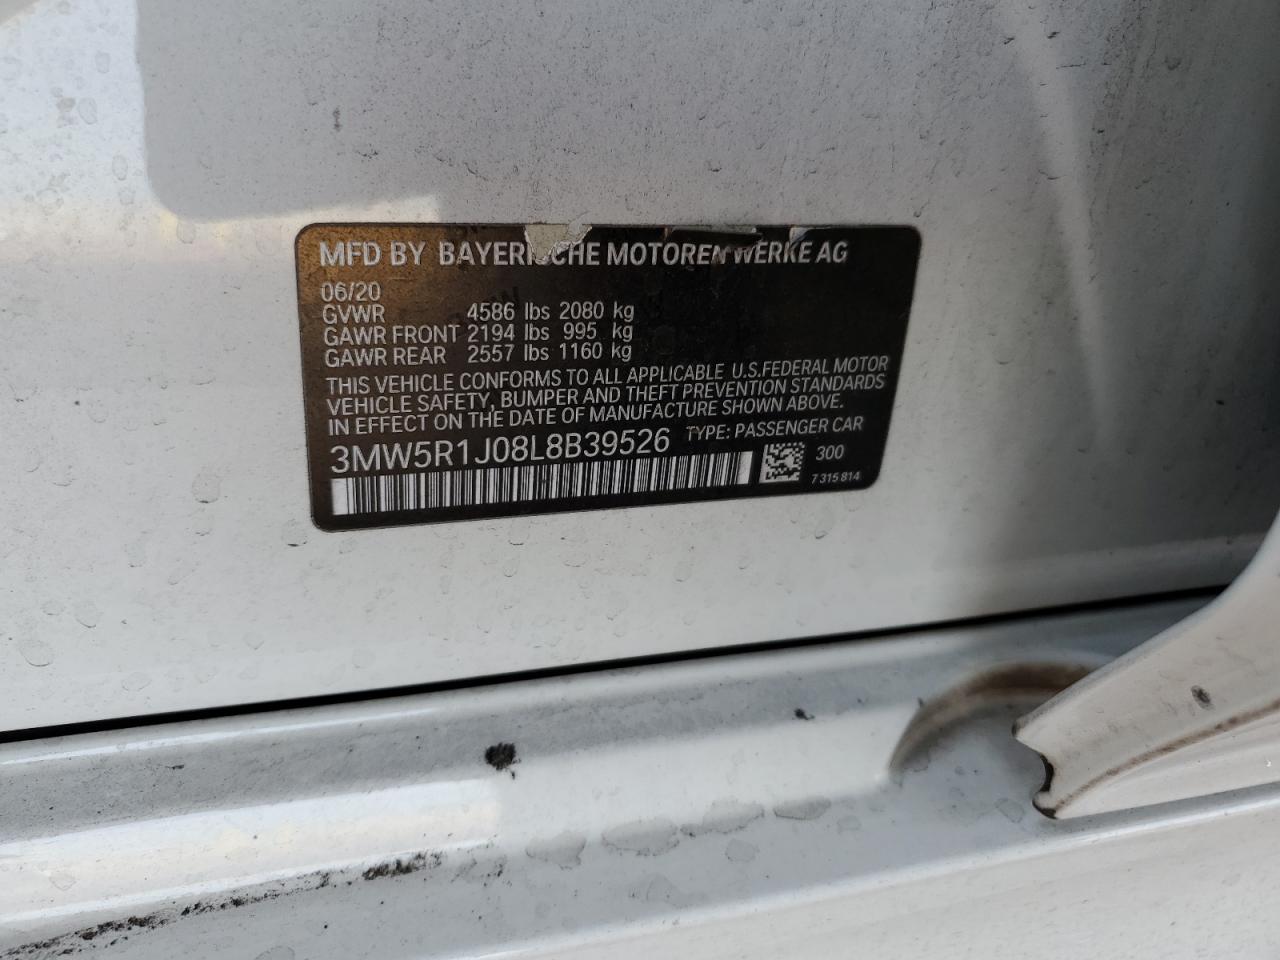 MFD BY BAYERISCHE MOTOREN WERKE AG
06/20
GVWR 4586 lbs 2080 kg
GAWR FRONT 2194 lbs 995 kg
GAWR REAR 2557 lbs 1160 kg
THIS VEHICLE CONFORMS TO ALL APPLICABLE U.S.FEDERAL MOTOR
VEHICLE SAFETY, BUMPER AND THEFT PREVENTION STANDARDS
IN EFFECT ON THE DATE OF MANUFACTURE SHOWN ABOVE.
3MW5R1J08L8B39526 TYPE: PASSENGER CAR
300
7 315 814